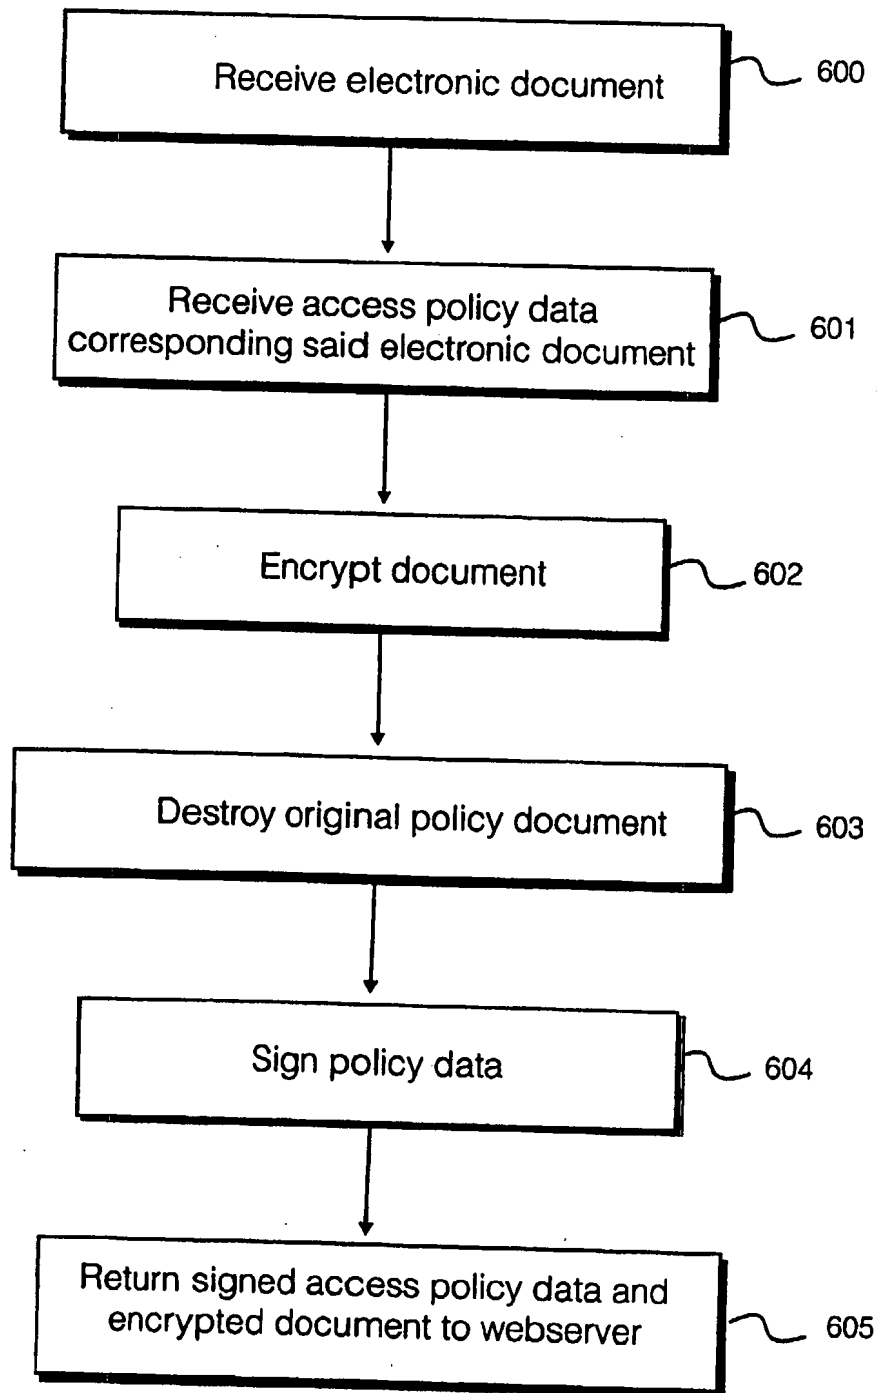 Receive electronic document
600
Receive access policy data
corresponding said electronic document
601
Encrypt document
602
Destroy original policy document
603
Sign policy data
604
Return signed access policy data and
encrypted document to webserver
605